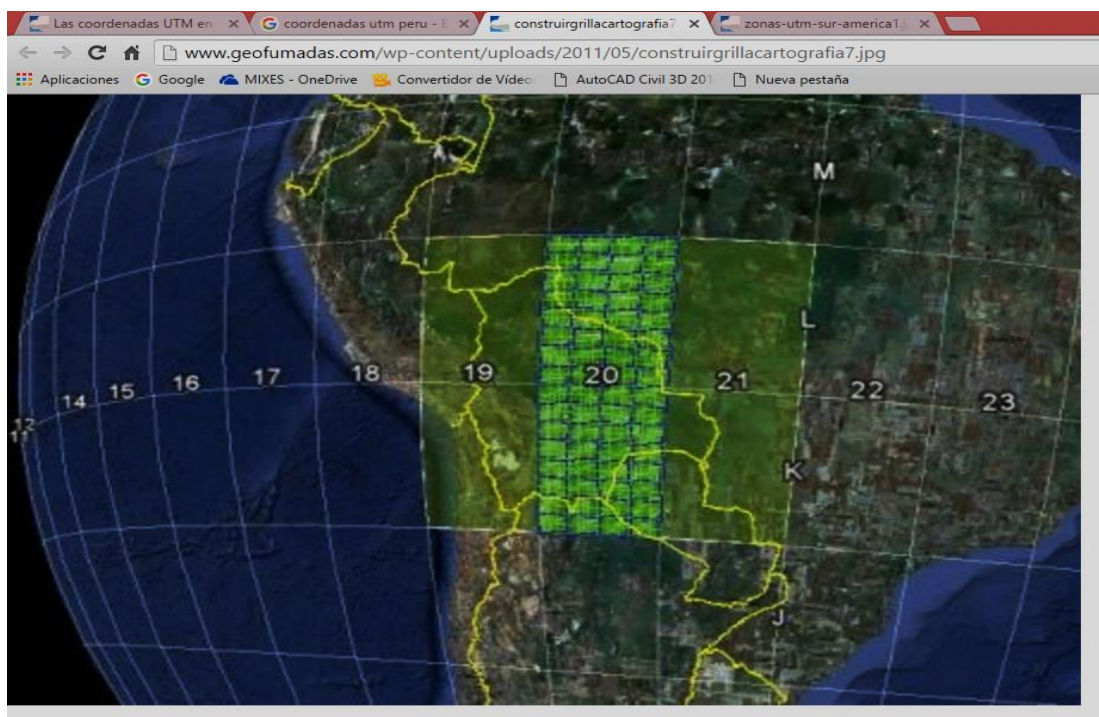 Las coordenadas UTM en
coordenadas utm peru - B
construirgrillacartografia7
zonas-utm-sur-america1.j
www.geofumadas.com/wp-content/uploads/2011/05/construirgrillacartografia7.jpg
Aplicaciones Google MIXES - OneDrive Convertidor de Vídeo AutoCAD Civil 3D 201 Nueva pestaña
M
L
11 12 14 15 16 17 18 19 20 21 22 23
K
J